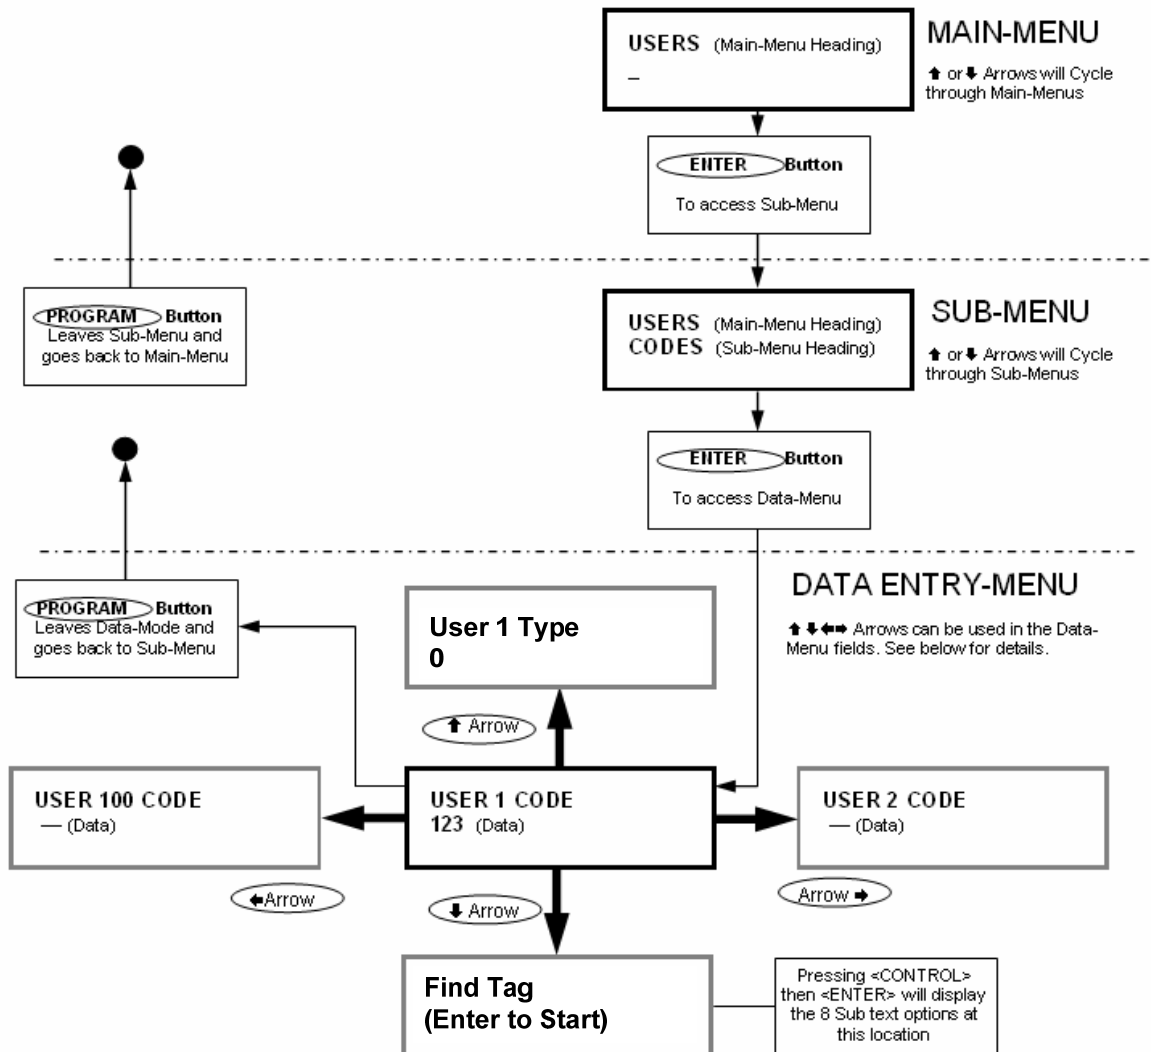 USERS (Main-Menu Heading)
_
MAIN-MENU
⬆ or ⬇ Arrows will Cycle
through Main-Menus
ENTER Button
To access Sub-Menu
PROGRAM Button
Leaves Sub-Menu and
goes back to Main-Menu
USERS (Main-Menu Heading)
CODES (Sub-Menu Heading)
SUB-MENU
⬆ or ⬇ Arrows will Cycle
through Sub-Menus
ENTER Button
To access Data-Menu
DATA ENTRY-MENU
⬆⬇⬅➡ Arrows can be used in the Data-
Menu fields. See below for details.
PROGRAM Button
Leaves Data-Mode and
goes back to Sub-Menu
User 1 Type
0
⬆ Arrow
USER 100 CODE
— (Data)
USER 1 CODE
123 (Data)
USER 2 CODE
— (Data)
⬅Arrow
⬇ Arrow
Arrow ➡
Find Tag
(Enter to Start)
Pressing <CONTROL>
then <ENTER> will display
the 8 Sub text options at
this location